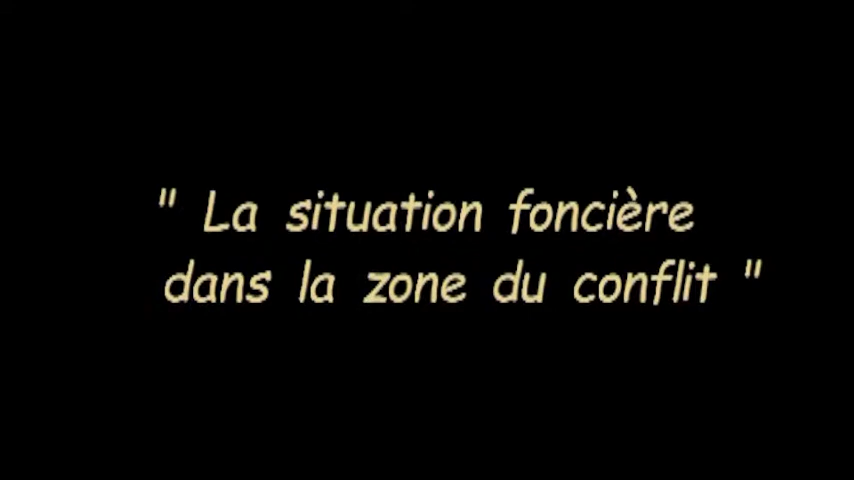 " La situation foncière
dans la zone du conflit "